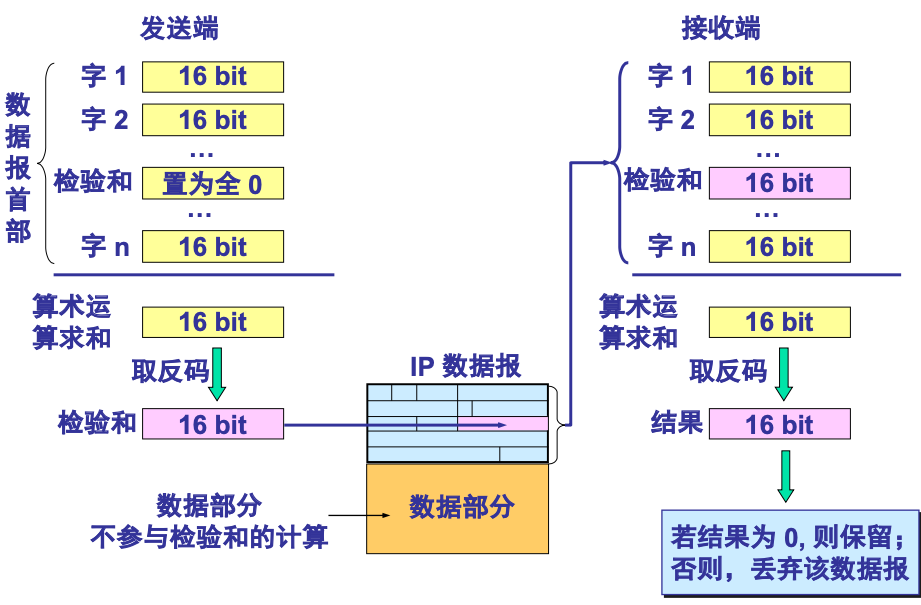 发送端
数据报首部
字 1
16 bit
字 2
16 bit
…
检验和
置为全 0
…
字 n
16 bit
算术运
算求和
16 bit
取反码
检验和
16 bit
IP 数据报
数据部分
不参与检验和的计算
数据部分
接收端
字 1
16 bit
字 2
16 bit
…
检验和
16 bit
…
字 n
16 bit
算术运
算求和
16 bit
取反码
结果
16 bit
若结果为 0, 则保留；
否则，丢弃该数据报